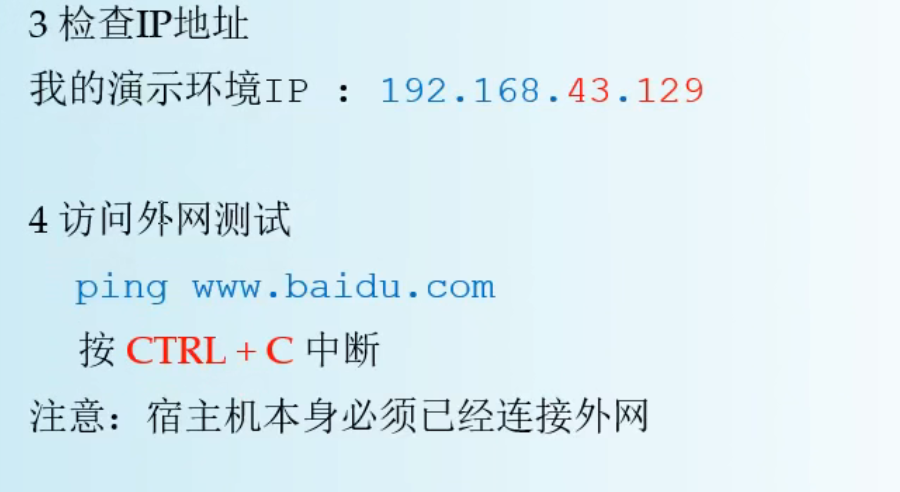 3 检查IP地址
我的演示环境IP : 192.168.43.129
4 访问外网测试
ping www.baidu.com
按 CTRL + C 中断
注意：宿主机本身必须已经连接外网